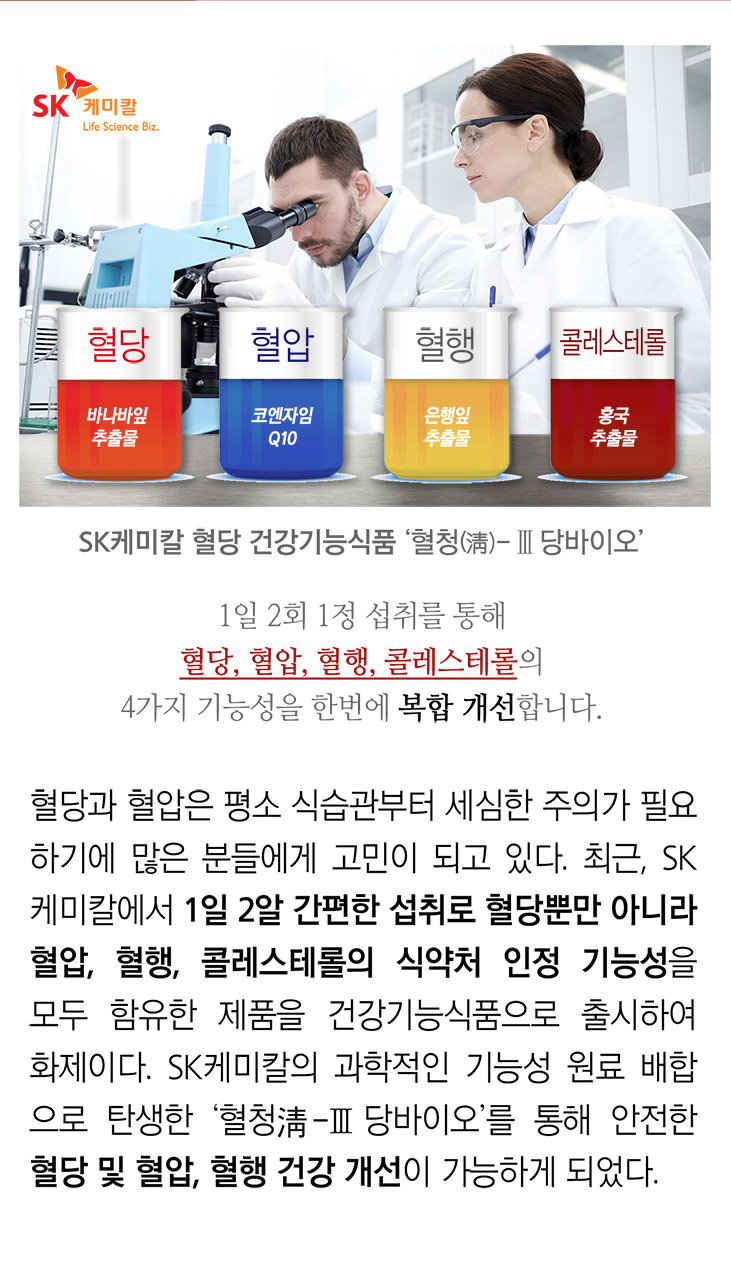 SK 케미칼
Life Science Biz.
혈당
혈압
혈행
콜레스테롤
바나바잎
추출물
코엔자임
Q10
은행잎
추출물
홍국
추출물
SK케미칼 혈당 건강기능식품 ‘혈청(淸)-Ⅲ 당바이오’
1일 2회 1정 섭취를 통해
혈당, 혈압, 혈행, 콜레스테롤의
4가지 기능성을 한번에 복합 개선합니다.
혈당과 혈압은 평소 식습관부터 세심한 주의가 필요
하기에 많은 분들에게 고민이 되고 있다. 최근, SK
케미칼에서 1일 2알 간편한 섭취로 혈당뿐만 아니라
혈압, 혈행, 콜레스테롤의 식약처 인정 기능성을
모두 함유한 제품을 건강기능식품으로 출시하여
화제이다. SK케미칼의 과학적인 기능성 원료 배합
으로 탄생한 ‘혈청淸-Ⅲ 당바이오’를 통해 안전한
혈당 및 혈압, 혈행 건강 개선이 가능하게 되었다.